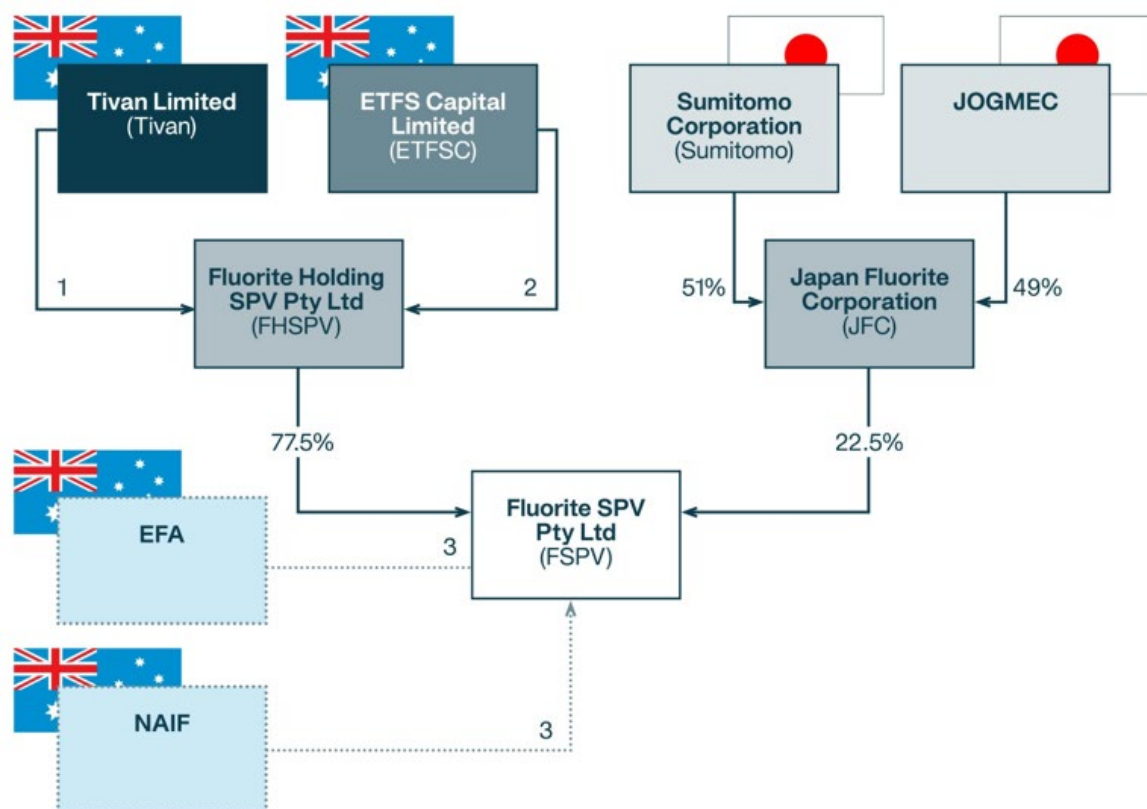 Tivan Limited
(Tivan)
ETFS Capital
Limited
(ETFSC)
Sumitomo
Corporation
(Sumitomo)
JOGMEC
1
Fluorite Holding
SPV Pty Ltd
(FHSPV)
2
51%
Japan Fluorite
Corporation
(JFC)
49%
77.5%
22.5%
EFA
3
Fluorite SPV
Pty Ltd
(FSPV)
NAIF
3